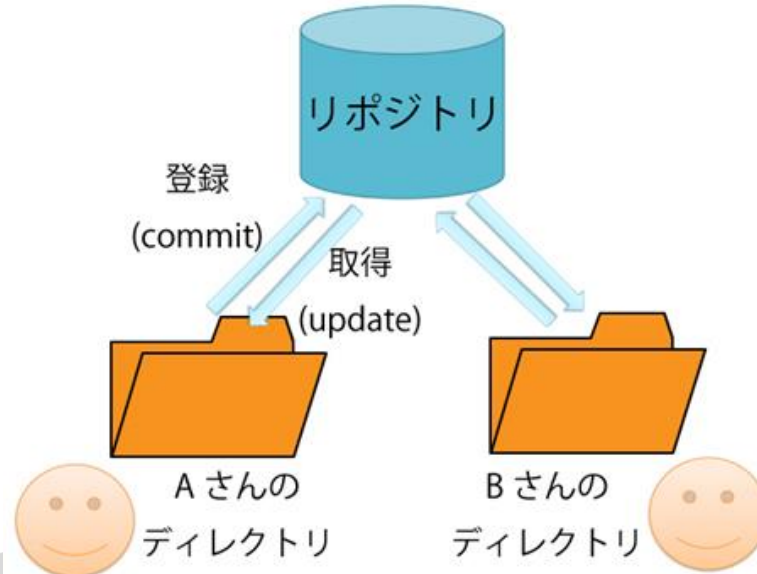 リポジトリ
登録
(commit)
取得
(update)
A さんの
ディレクトリ
B さんの
ディレクトリ